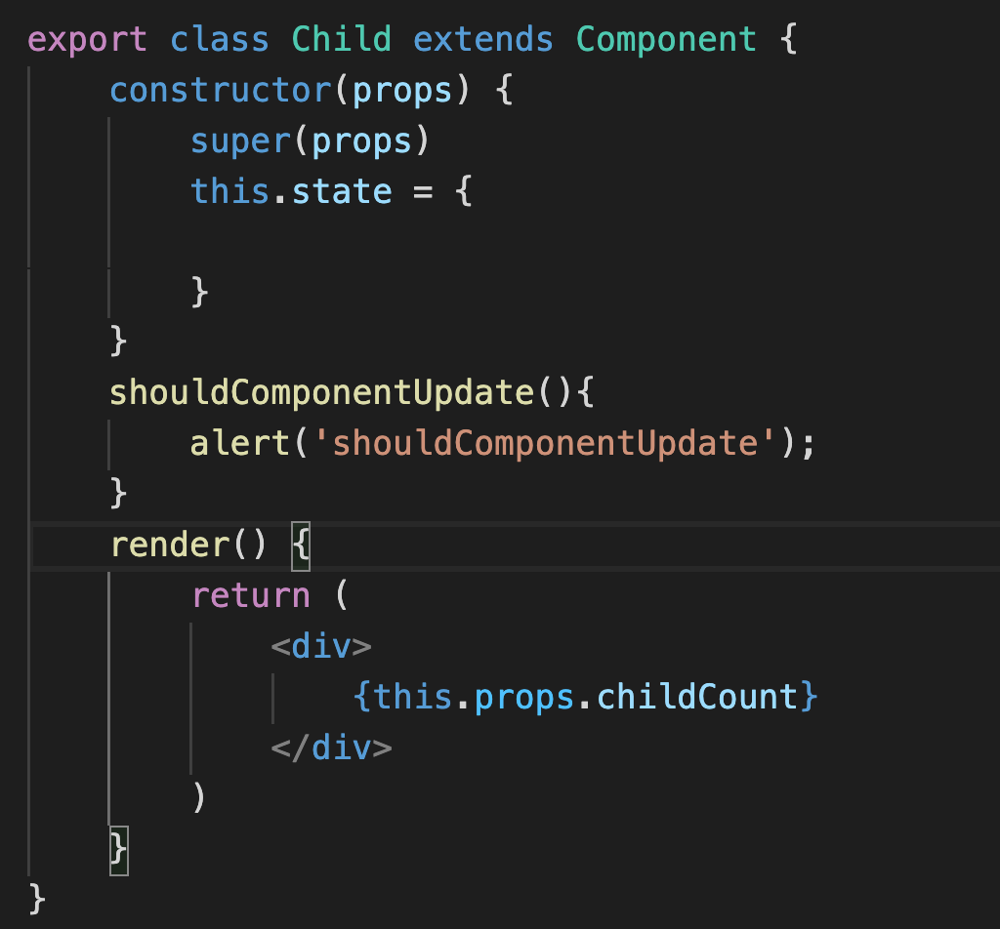 export class Child extends Component {
    constructor(props) {
        super(props)
        this.state = {

        }
    }
    shouldComponentUpdate(){
        alert('shouldComponentUpdate');
    }
    render() {
        return (
            <div>
                {this.props.childCount}
            </div>
        )
    }
}